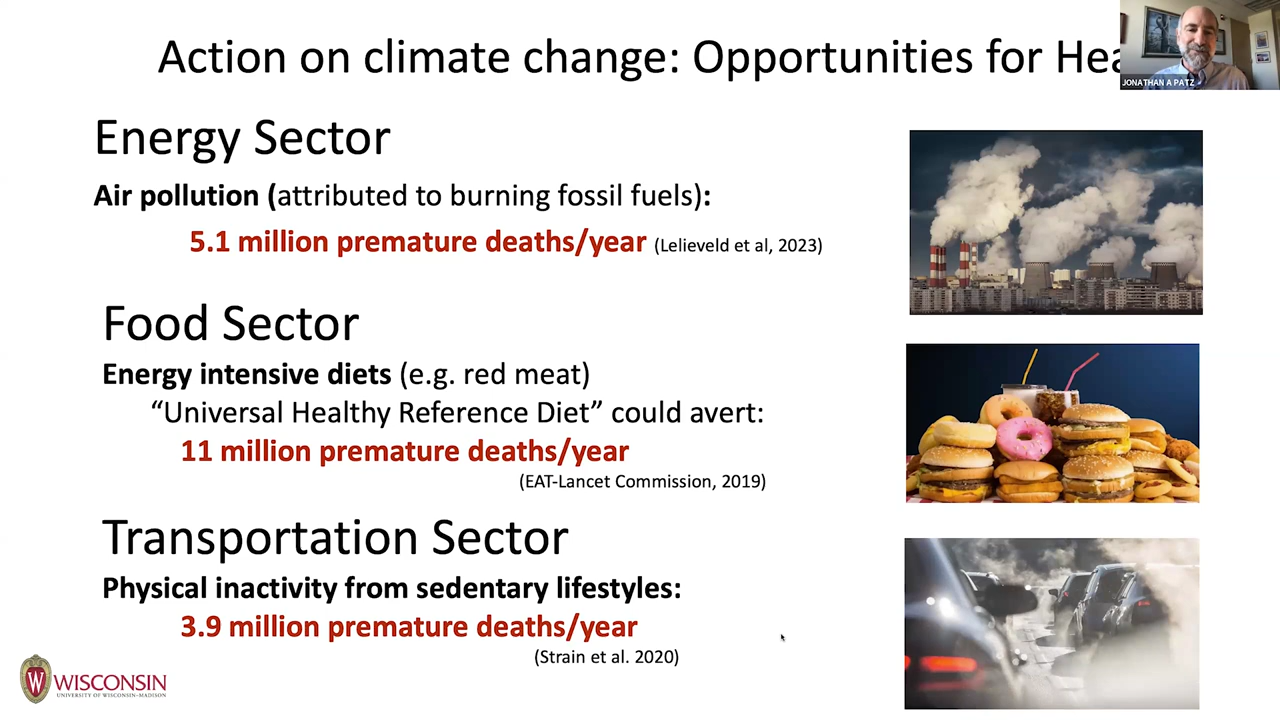 Action on climate change: Opportunities for Hea
JONATHAN A PATZ
Energy Sector
Air pollution (attributed to burning fossil fuels):
5.1 million premature deaths/year (Lelieveld et al, 2023)
Food Sector
Energy intensive diets (e.g. red meat)
“Universal Healthy Reference Diet” could avert:
11 million premature deaths/year
(EAT-Lancet Commission, 2019)
Transportation Sector
Physical inactivity from sedentary lifestyles:
3.9 million premature deaths/year
(Strain et al. 2020)
W WISCONSIN
UNIVERSITY OF WISCONSIN–MADISON